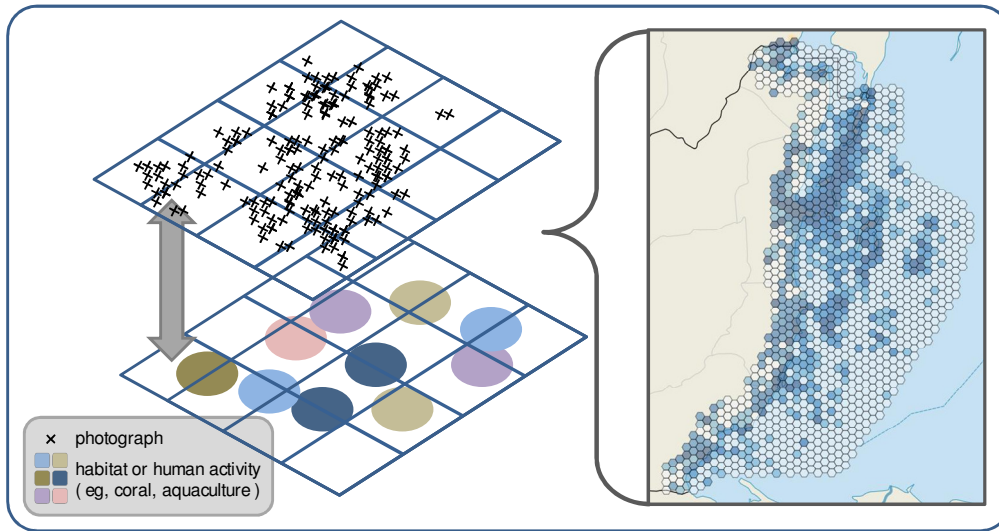 photograph
habitat or human activity
( eg, coral, aquaculture )